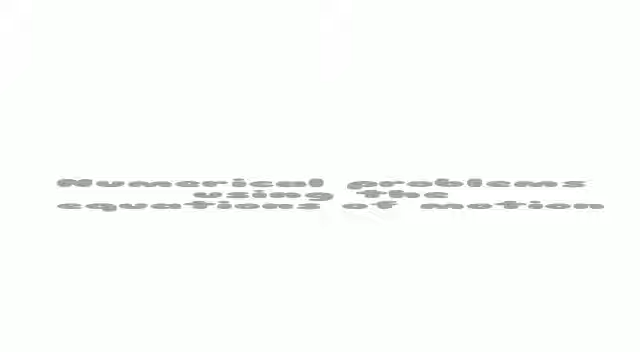 Numerical problems
using the
equations of motion